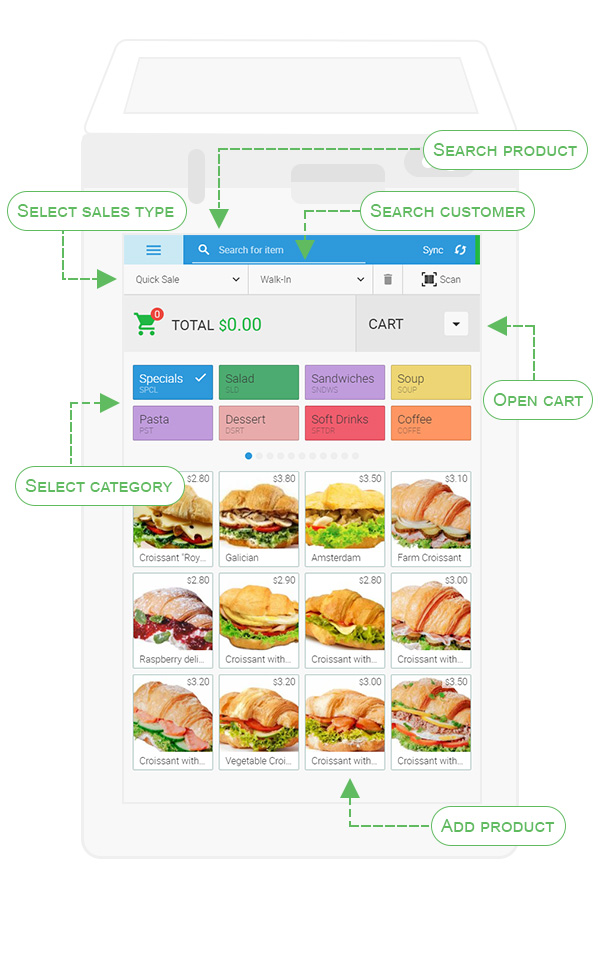 Search product
Select sales type
Search customer
Search for item
Sync
Quick Sale
Walk-In
Scan
0
TOTAL $0.00
CART
Open cart
Specials
SPCL
Salad
SLD
Sandwiches
SNDWS
Soup
SOUP
Pasta
PST
Dessert
DSRT
Soft Drinks
SFTDR
Coffee
COFFE
Select category
$2.80
$3.80
$3.50
$3.10
Croissant "Roy...
Galician
Amsterdam
Farm Croissant
$2.80
$2.90
$2.80
$3.00
Raspberry deli...
Croissant with...
Croissant with...
Croissant with...
$3.20
$3.20
$3.00
$3.50
Croissant with...
Vegetable Croi...
Croissant with...
Croissant with...
Add product